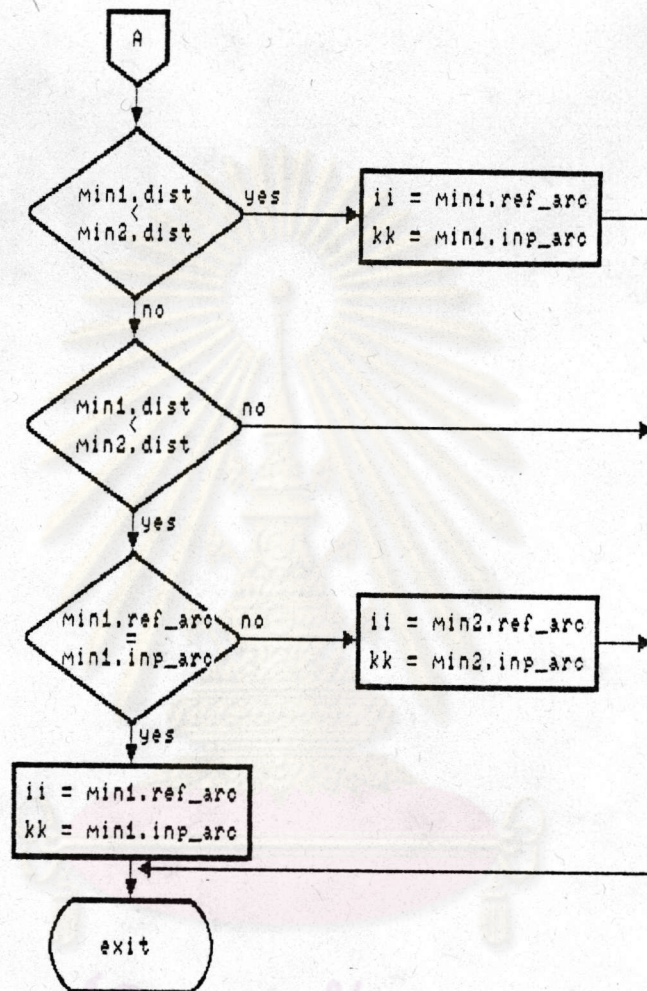 A
min1.dist
<
min2.dist
yes
ii = min1.ref_arc
kk = min1.inp_arc
no
min1.dist
<
min2.dist
no
yes
min1.ref_arc
=
min1.inp_arc
no
ii = min2.ref_arc
kk = min2.inp_arc
yes
ii = min1.ref_arc
kk = min1.inp_arc
exit